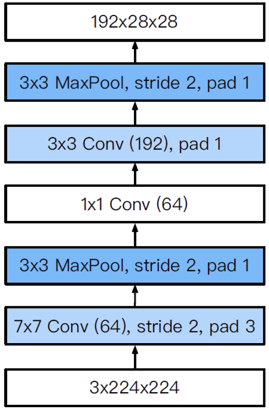 192x28x28
3x3 MaxPool, stride 2, pad 1
3x3 Conv (192), pad 1
1x1 Conv (64)
3x3 MaxPool, stride 2, pad 1
7x7 Conv (64), stride 2, pad 3
3x224x224